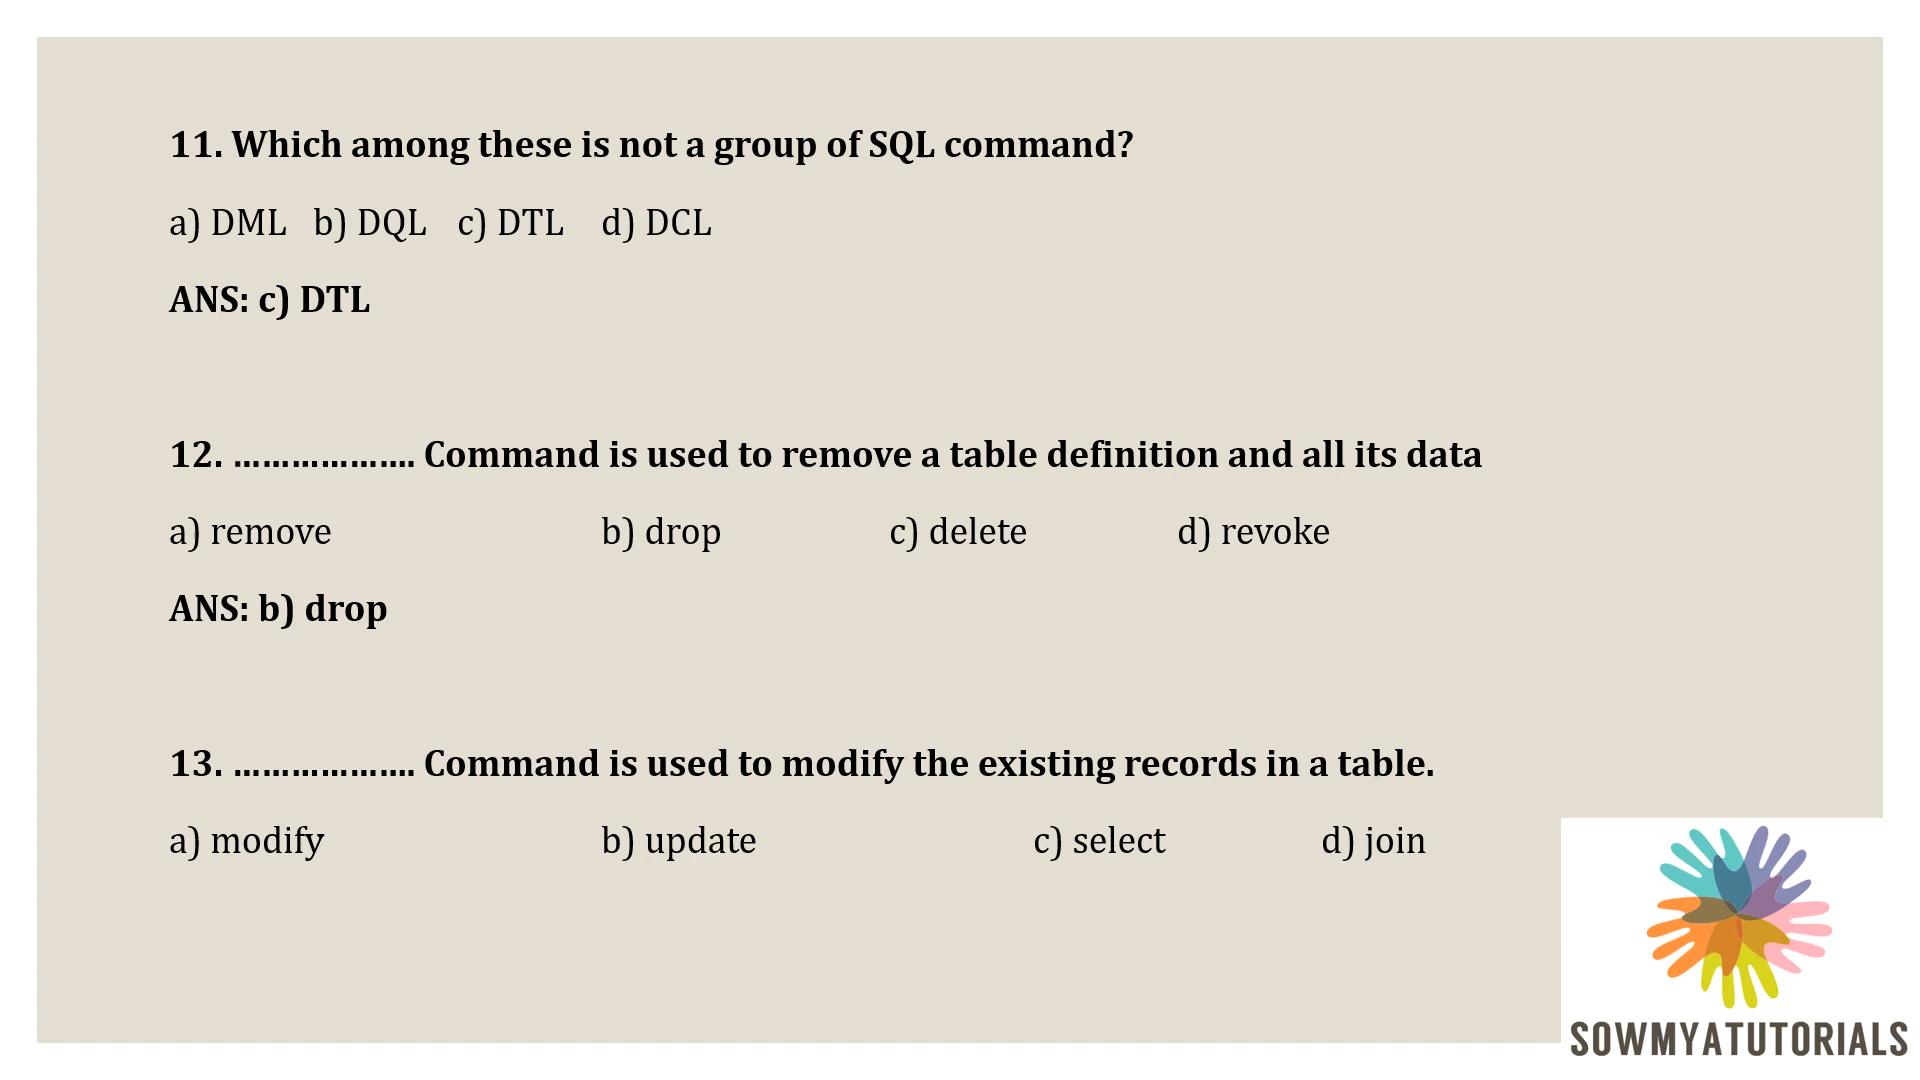 11. Which among these is not a group of SQL command?
a) DML b) DQL c) DTL d) DCL
ANS: c) DTL
12. ………………. Command is used to remove a table definition and all its data
a) remove b) drop c) delete d) revoke
ANS: b) drop
13. ………………. Command is used to modify the existing records in a table.
a) modify b) update c) select d) join
SOWMYATUTORIALS